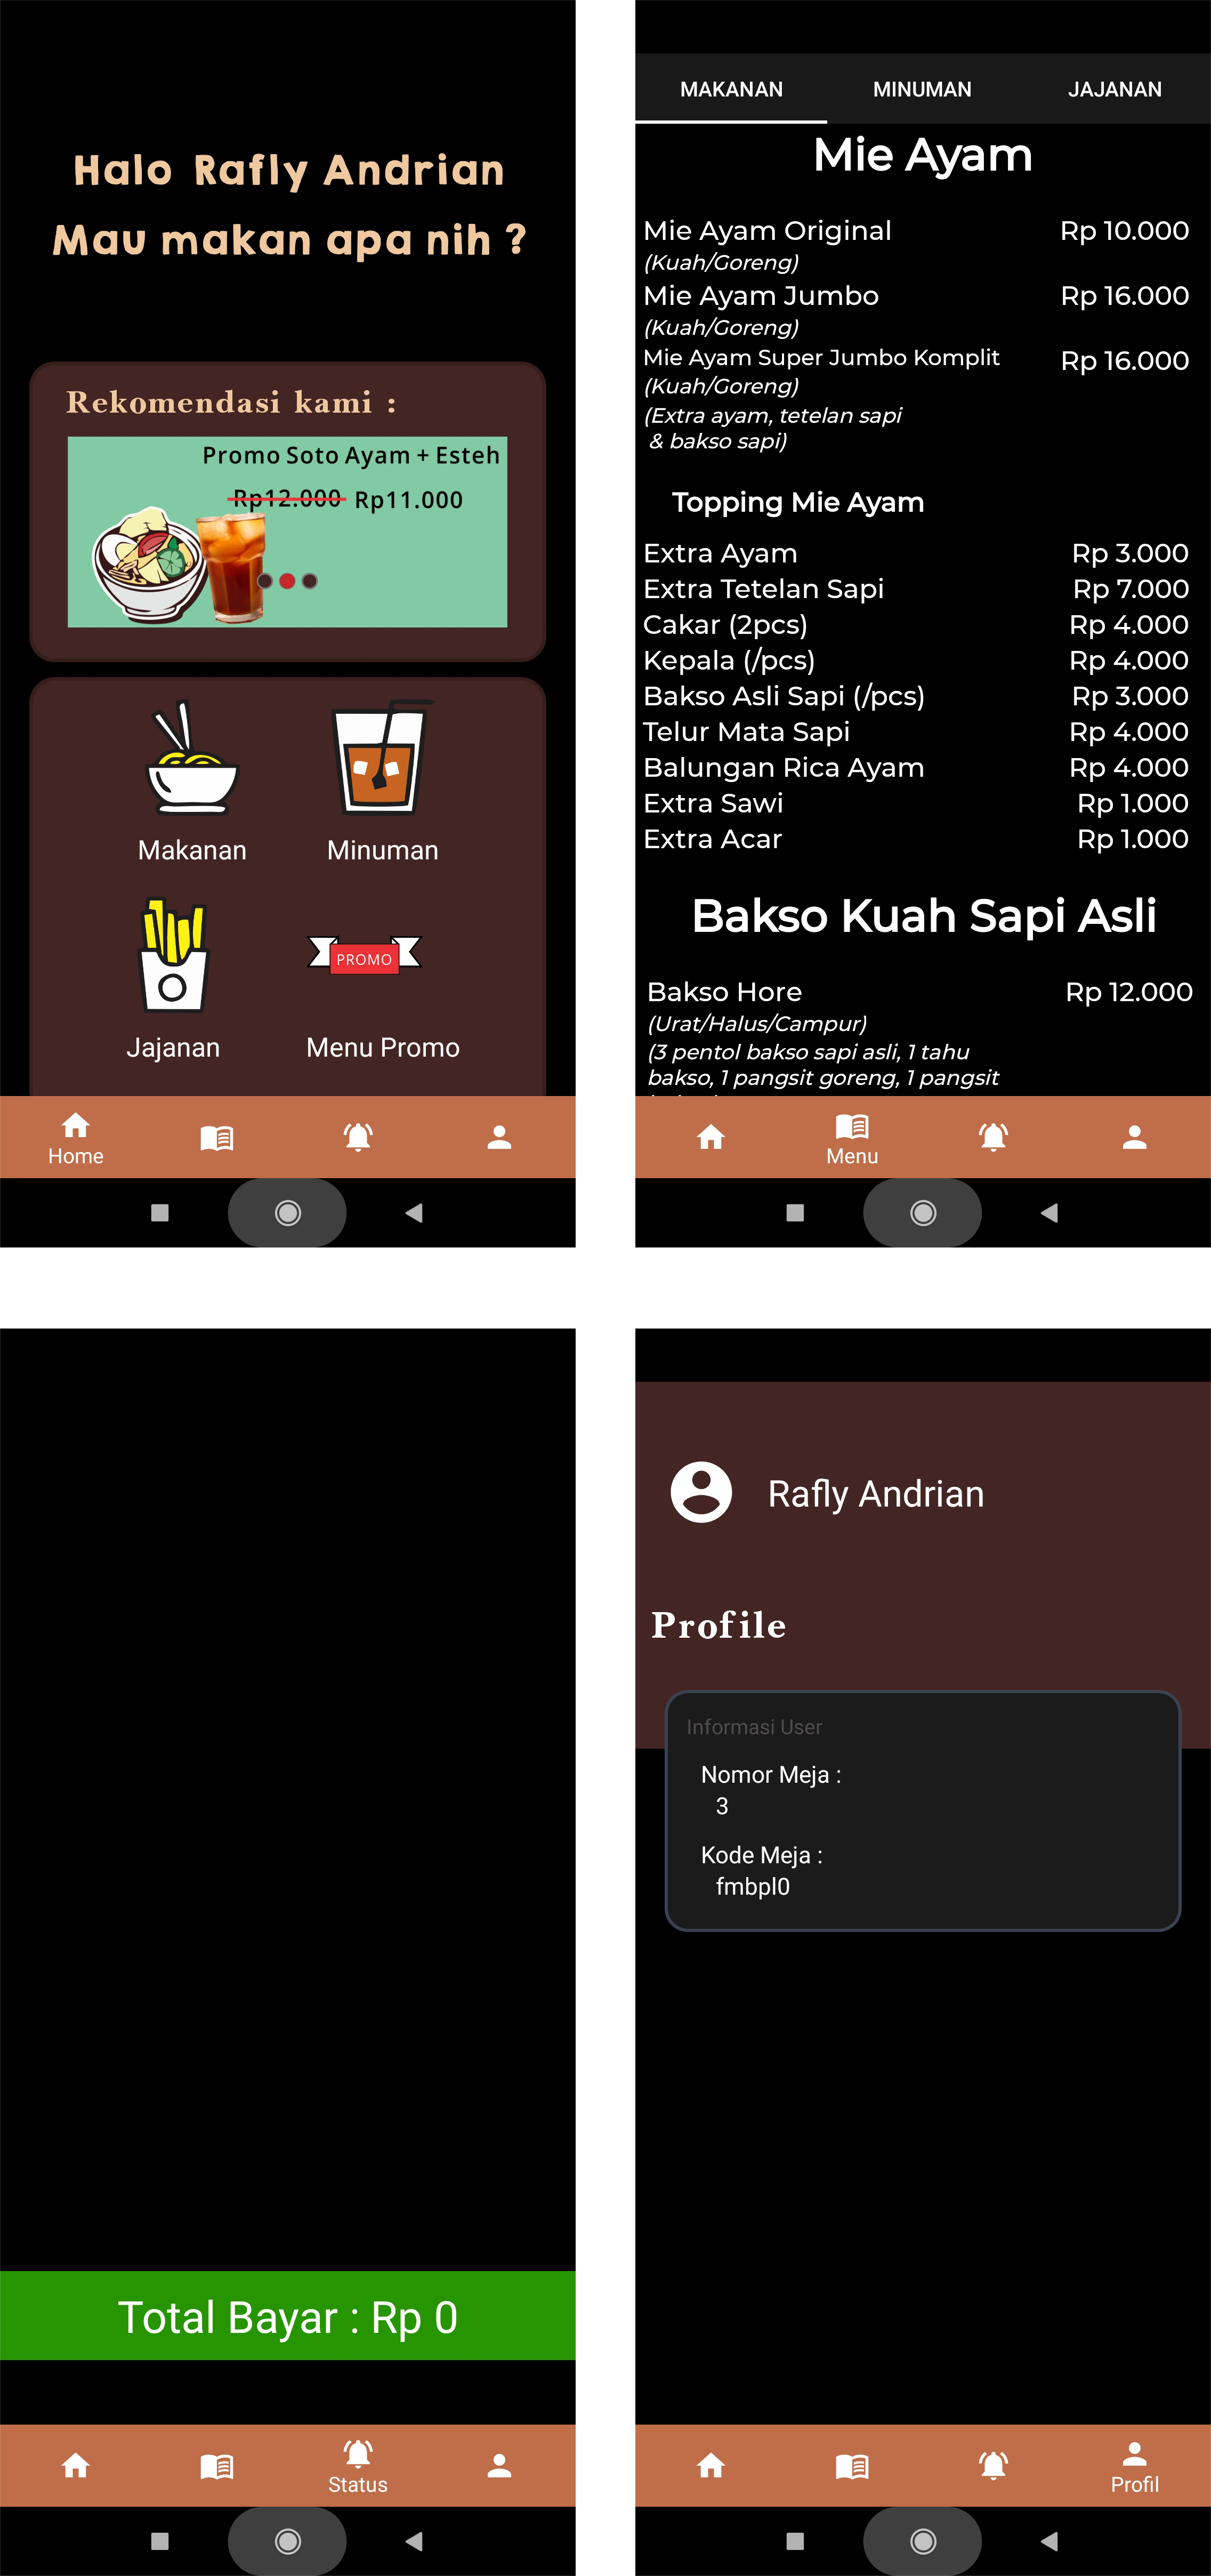 Halo Rafly Andrian
Mau makan apa nih ?
Rekomendasi kami :
Promo Soto Ayam + Esteh
Rp12.000 Rp11.000
Makanan
Minuman
PROMO
Jajanan
Menu Promo
Home
MAKANAN
MINUMAN
JAJANAN
Mie Ayam
Mie Ayam Original Rp 10.000
(Kuah/Goreng)
Mie Ayam Jumbo Rp 16.000
(Kuah/Goreng)
Mie Ayam Super Jumbo Komplit Rp 16.000
(Kuah/Goreng)
(Extra ayam, tetelan sapi
& bakso sapi)
Topping Mie Ayam
Extra Ayam Rp 3.000
Extra Tetelan Sapi Rp 7.000
Cakar (2pcs) Rp 4.000
Kepala (/pcs) Rp 4.000
Bakso Asli Sapi (/pcs) Rp 3.000
Telur Mata Sapi Rp 4.000
Balungan Rica Ayam Rp 4.000
Extra Sawi Rp 1.000
Extra Acar Rp 1.000
Bakso Kuah Sapi Asli
Bakso Hore Rp 12.000
(Urat/Halus/Campur)
(3 pentol bakso sapi asli, 1 tahu
bakso, 1 pangsit goreng, 1 pangsit
Menu
Total Bayar : Rp 0
Status
Rafly Andrian
Profile
Informasi User
Nomor Meja :
3
Kode Meja :
fmbpl0
Profil